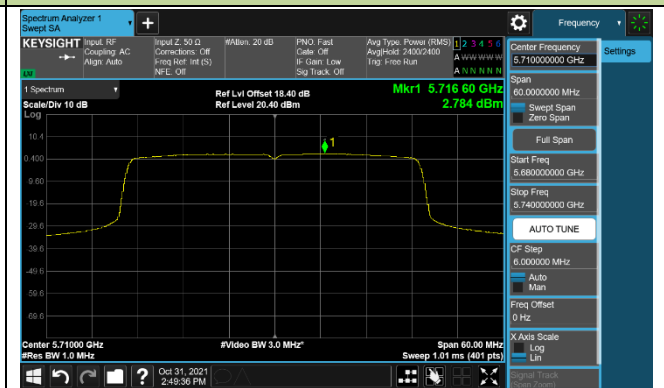 Spectrum Analyzer 1
Swept SA
+
Frequency
KEYSIGHT
Input: RF
Coupling: AC
Align: Auto
Input Z: 50 Ω
Corrections: Off
Freq Ref: Int (S)
NFE: Off
#Atten: 20 dB
PNO: Fast
Gate: Off
IF Gain: Low
Sig Track: Off
Avg Type: Power (RMS)
Avg|Hold: 2400/2400
Trig: Free Run
1 2 3 4 5 6
A W W W W W
A N N N N N
LXI
1 Spectrum
Scale/Div 10 dB
Log
Ref Lvl Offset 18.40 dB
Ref Level 20.40 dBm
Mkr1 5.716 60 GHz
2.784 dBm
10.4
0.400
-9.60
-19.6
-29.6
-39.6
-49.6
-59.6
-69.6
1
Center 5.71000 GHz
#Res BW 1.0 MHz
#Video BW 3.0 MHz*
Span 60.00 MHz
Sweep 1.01 ms (401 pts)
Oct 31, 2021
2:49:36 PM
?
Center Frequency
5.710000000 GHz
Settings
Span
60.0000000 MHz
Swept Span
Zero Span
Full Span
Start Freq
5.680000000 GHz
Stop Freq
5.740000000 GHz
AUTO TUNE
CF Step
6.000000 MHz
Auto
Man
Freq Offset
0 Hz
X Axis Scale
Log
Lin
Signal Track
(Span Zoom)